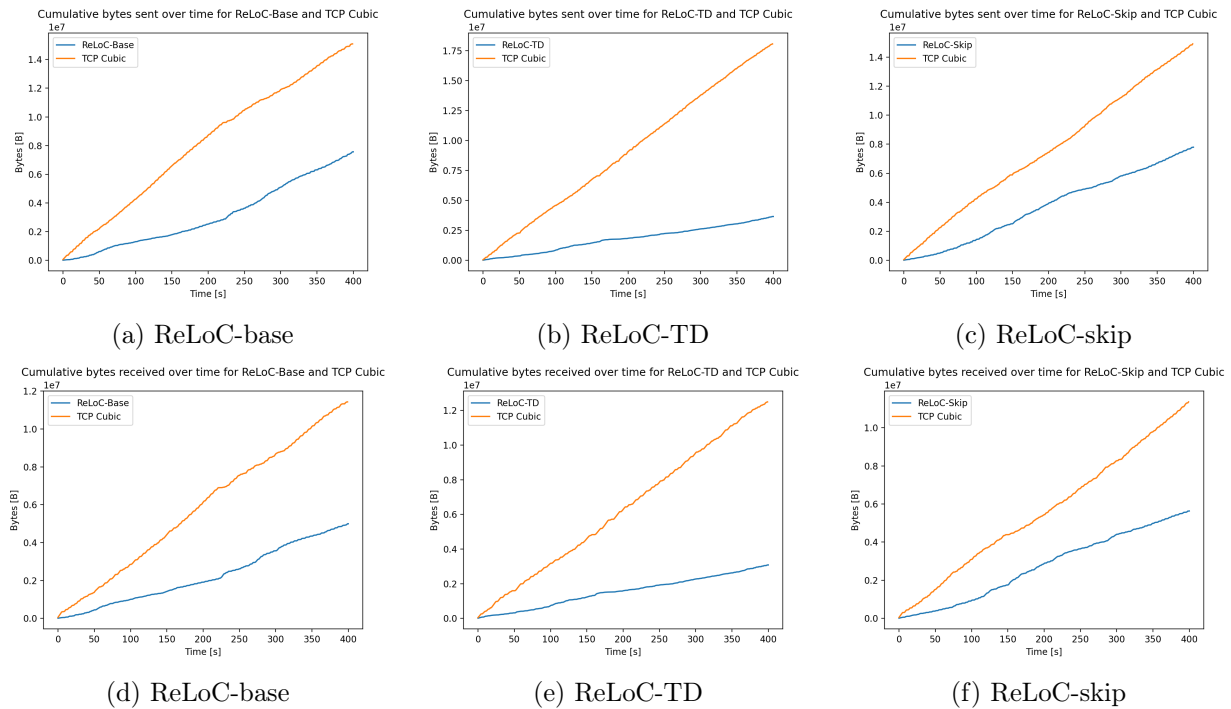 Cumulative bytes sent over time for ReLoC-Base and TCP Cubic
1e7
ReLoC-Base
TCP Cubic
1.4
1.2
1.0
0.8
0.6
0.4
0.2
0.0
Bytes [B]
0 50 100 150 200 250 300 350 400
Time [s]
(a) ReLoC-base
Cumulative bytes sent over time for ReLoC-TD and TCP Cubic
1e7
ReLoC-TD
TCP Cubic
1.75
1.50
1.25
1.00
0.75
0.50
0.25
0.00
Bytes [B]
0 50 100 150 200 250 300 350 400
Time [s]
(b) ReLoC-TD
Cumulative bytes sent over time for ReLoC-Skip and TCP Cubic
1e7
ReLoC-Skip
TCP Cubic
1.4
1.2
1.0
0.8
0.6
0.4
0.2
0.0
Bytes [B]
0 50 100 150 200 250 300 350 400
Time [s]
(c) ReLoC-skip
Cumulative bytes received over time for ReLoC-Base and TCP Cubic
1e7
ReLoC-Base
TCP Cubic
1.2
1.0
0.8
0.6
0.4
0.2
0.0
Bytes [B]
0 50 100 150 200 250 300 350 400
Time [s]
(d) ReLoC-base
Cumulative bytes received over time for ReLoC-TD and TCP Cubic
1e7
ReLoC-TD
TCP Cubic
1.2
1.0
0.8
0.6
0.4
0.2
0.0
Bytes [B]
0 50 100 150 200 250 300 350 400
Time [s]
(e) ReLoC-TD
Cumulative bytes received over time for ReLoC-Skip and TCP Cubic
1e7
ReLoC-Skip
TCP Cubic
1.0
0.8
0.6
0.4
0.2
0.0
Bytes [B]
0 50 100 150 200 250 300 350 400
Time [s]
(f) ReLoC-skip